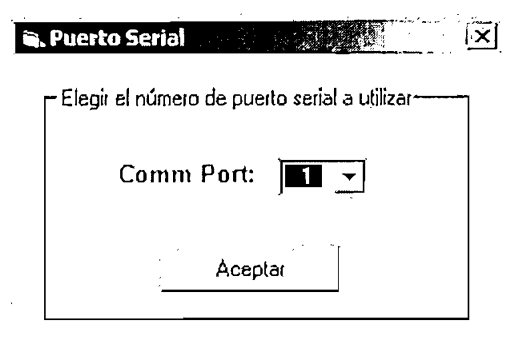 Puerto Serial
Elegir el número de puerto serial a utilizar
Comm Port: 1
Aceptar